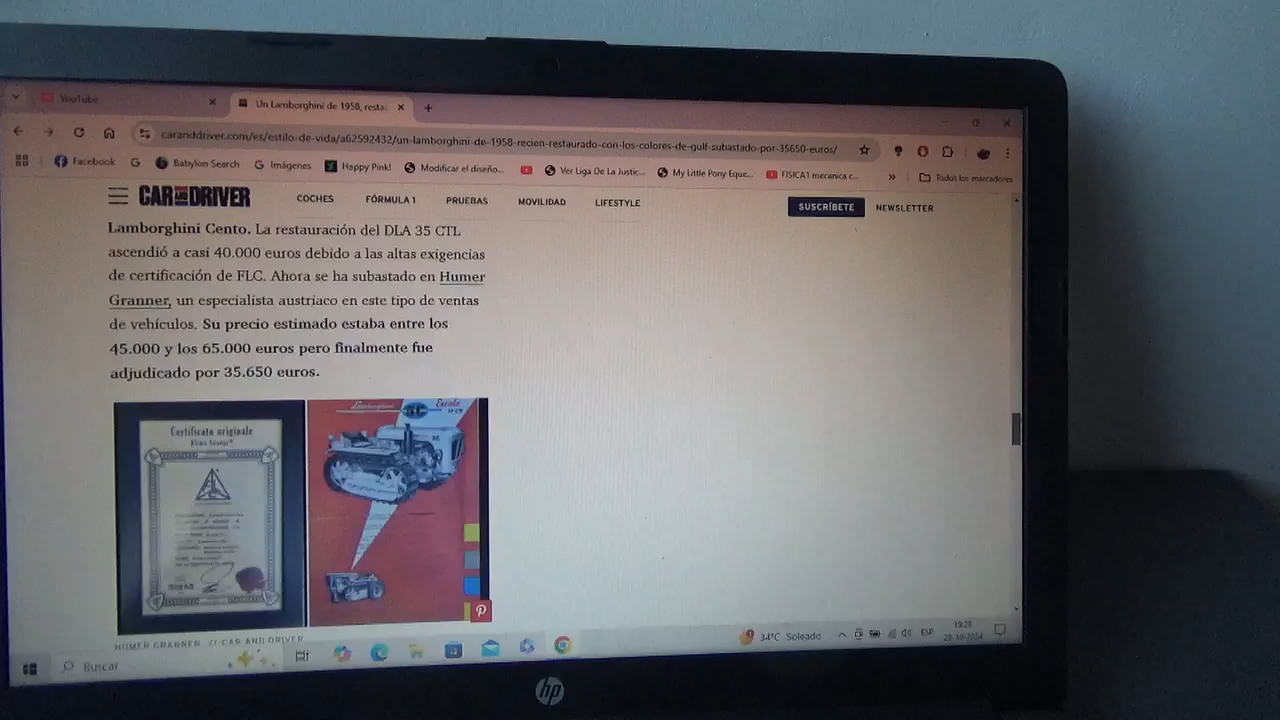 YouTube
Un Lamborghini de 1958, resta
caranddriver.com/es/estilo-de-vida/a62592432/un-lamborghini-de-1958-recien-restaurado-con-los-colores-de-gulf-subastado-por-35650-euros/
Facebook
Babylon Search
Imágenes
Happy Pink!
Modificar el diseño...
Ver Liga De La Justic...
My Little Pony Eque...
FISICA1 mecanica c...
Todos los marcadores
CAR AND DRIVER
COCHES
FÓRMULA 1
PRUEBAS
MOVILIDAD
LIFESTYLE
SUSCRÍBETE
NEWSLETTER
Lamborghini Cento. La restauración del DLA 35 CTL
ascendió a casi 40.000 euros debido a las altas exigencias
de certificación de FLC. Ahora se ha subastado en Humer
Granner, un especialista austriaco en este tipo de ventas
de vehículos. Su precio estimado estaba entre los
45.000 y los 65.000 euros pero finalmente fue
adjudicado por 35.650 euros.
Certificato originale
Lamborghini
HUMER GRANNER // CAR AND DRIVER
Buscar
34°C Soleado
ESP
19:28
28-10-2024
hp